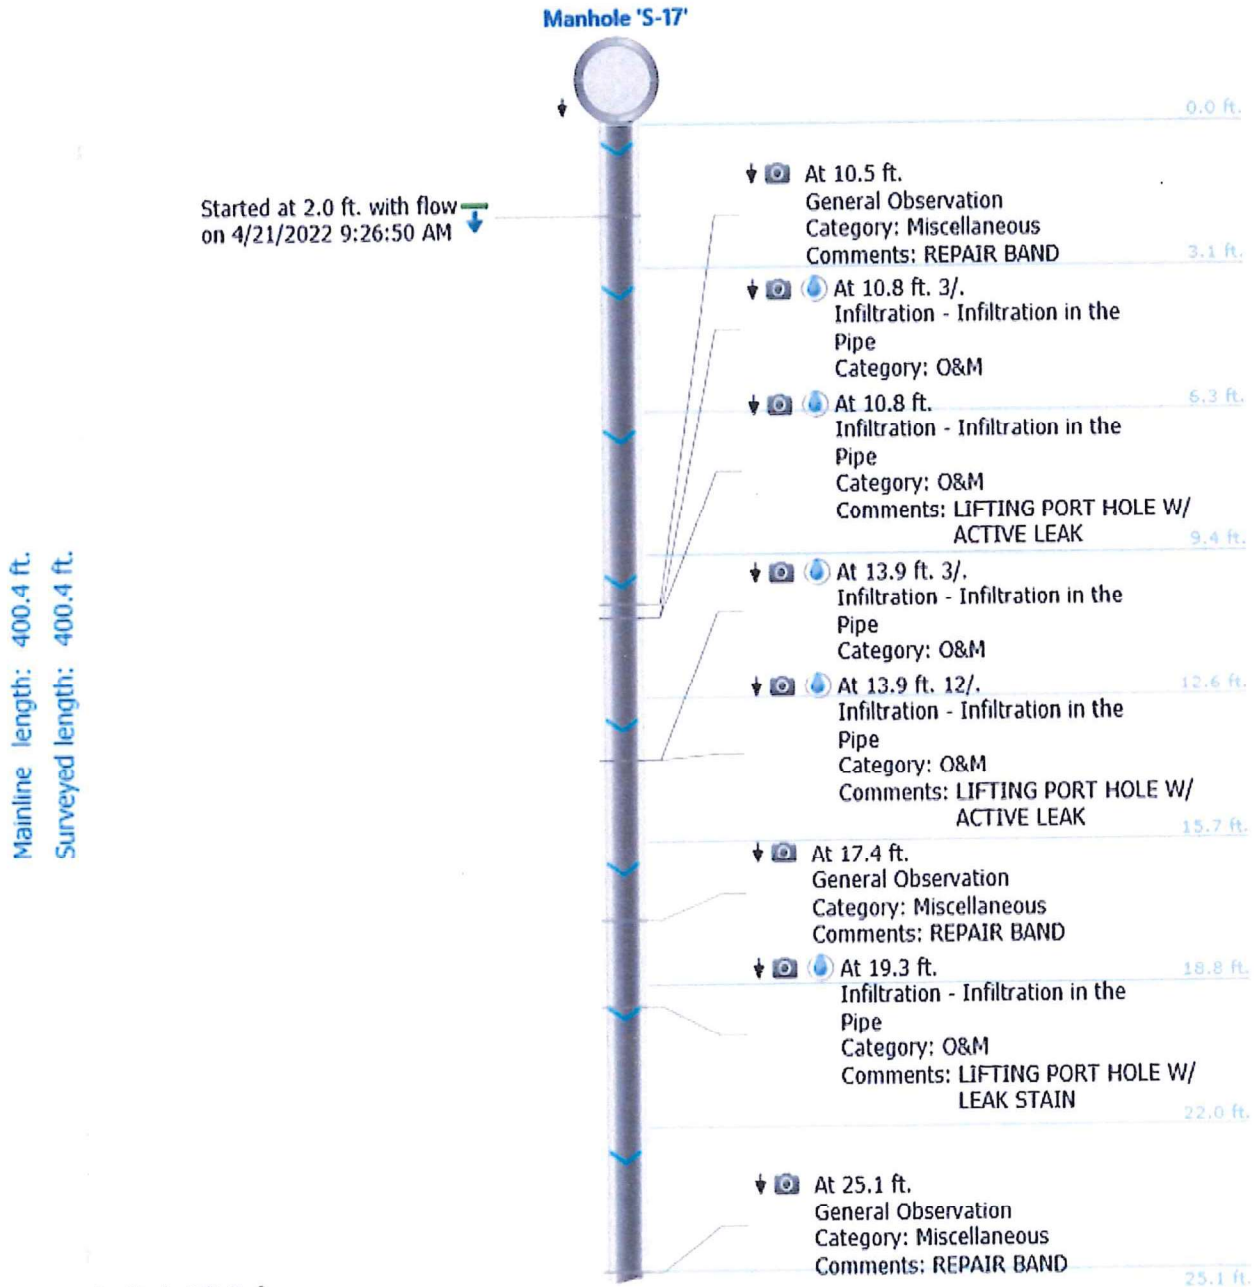 Manhole 'S-17'
0.0 ft.
Started at 2.0 ft. with flow
on 4/21/2022 9:26:50 AM
At 10.5 ft.
General Observation
Category: Miscellaneous
Comments: REPAIR BAND
3.1 ft.
At 10.8 ft. 3/.
Infiltration - Infiltration in the
Pipe
Category: O&M
At 10.8 ft.
6.3 ft.
Infiltration - Infiltration in the
Pipe
Category: O&M
Comments: LIFTING PORT HOLE W/
ACTIVE LEAK
9.4 ft.
At 13.9 ft. 3/.
Infiltration - Infiltration in the
Pipe
Category: O&M
At 13.9 ft. 12/.
12.6 ft.
Infiltration - Infiltration in the
Pipe
Category: O&M
Comments: LIFTING PORT HOLE W/
ACTIVE LEAK
15.7 ft.
At 17.4 ft.
General Observation
Category: Miscellaneous
Comments: REPAIR BAND
At 19.3 ft.
18.8 ft.
Infiltration - Infiltration in the
Pipe
Category: O&M
Comments: LIFTING PORT HOLE W/
LEAK STAIN
22.0 ft.
At 25.1 ft.
General Observation
Category: Miscellaneous
Comments: REPAIR BAND
25.1 ft.
Mainline length: 400.4 ft.
Surveyed length: 400.4 ft.